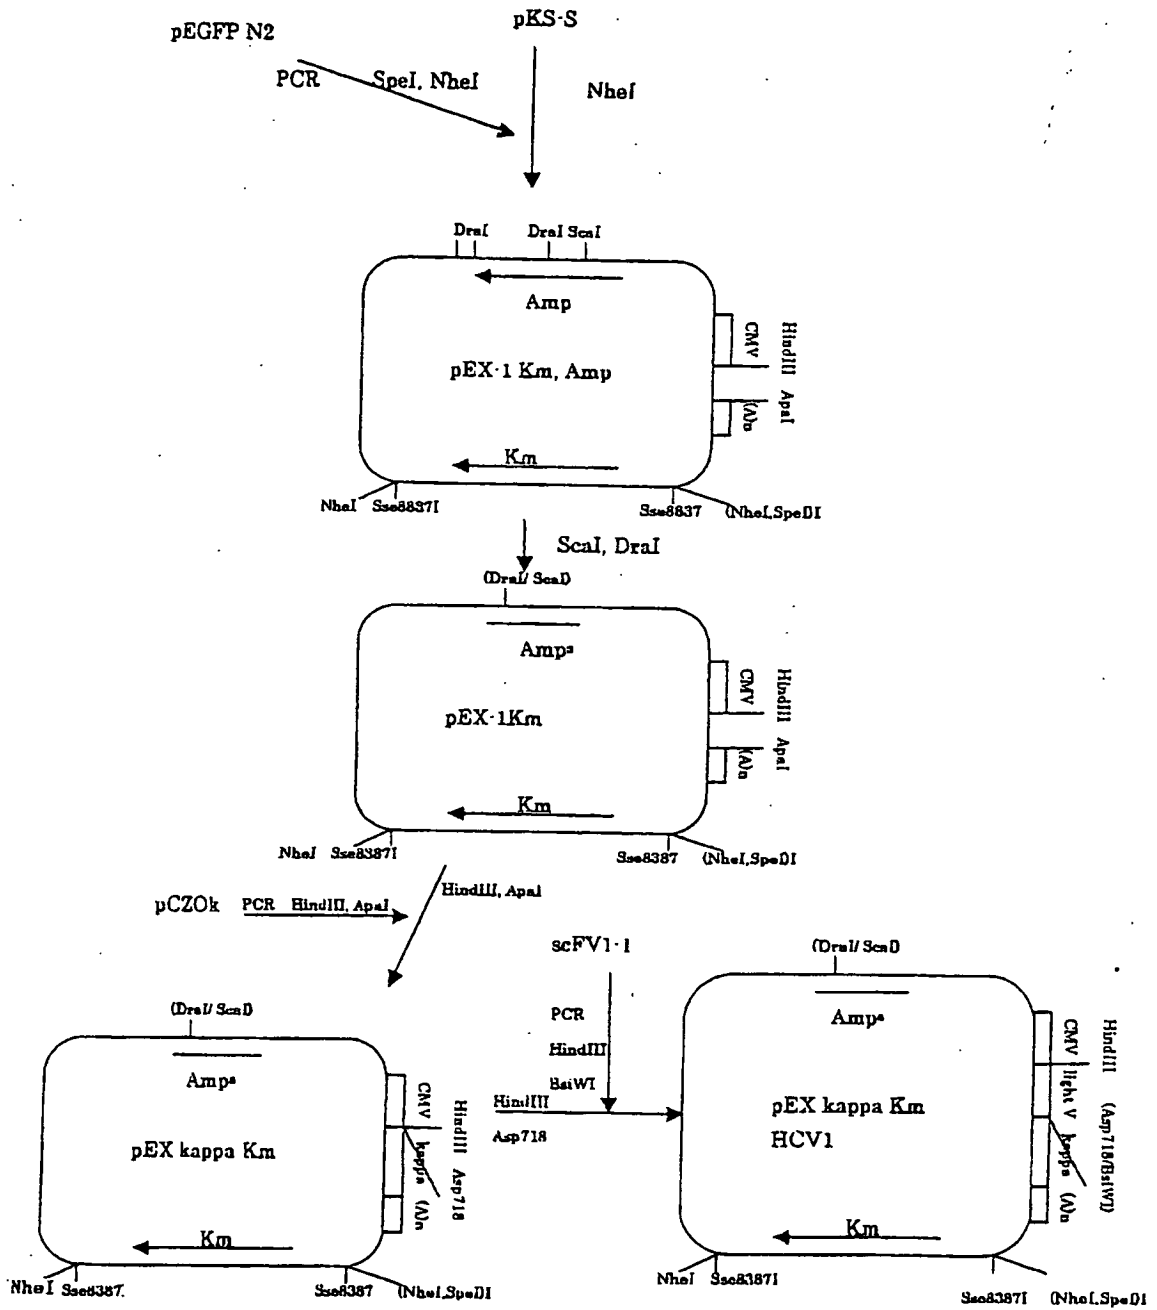 pKS-S
pEGFP N2
PCR
SpeI, NheI
NheI
DraI
DraI ScaI
Amp
pEX-1 Km, Amp
CMV
HindIII
ApaI
(A)n
Km
NheI
Sse8837I
Sse8837
(NheI,SpeI)I
ScaI, DraI
(DraI/ ScaI)
Ampˢ
pEX-1Km
CMV
HindIII
ApaI
(A)n
Km
NheI
Sse8387I
Sse8387
(NheI,SpeI)I
HindIII, ApaI
pCZOk
PCR HindIII, ApaI
scFV1-1
PCR
HindIII
BsiWI
HindIII
Asp718
(DraI/ ScaI)
Ampˢ
pEX kappa Km
CMV kappa (A)n
HindIII Asp718
Km
NheI
Sse8387.
Sse8387
(NheI,SpeI)I
(DraI/ ScaI)
Ampˢ
pEX kappa Km
HCV1
CMV light V kappa (A)n
HindIII (Asp718/BsiWI)
Km
NheI
Sse8387I
Sse8387I
(NheI,SpeI)I